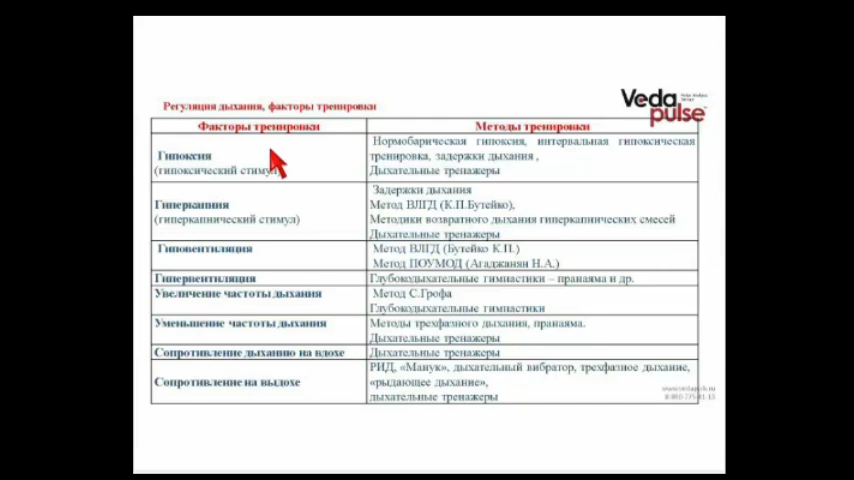 Veda
pulse™
Регуляция дыхания, факторы тренировки
Факторы тренировки
Методы тренировки
Гипоксия
(гипоксический стимул)
Нормобарическая гипоксия, интервальная гипоксическая
тренировка, задержки дыхания ,
Дыхательные тренажеры
Гиперкапния
(гиперкапнический стимул)
Задержки дыхания
Метод ВЛГД (К.П.Бутейко),
Методики возвратного дыхания гиперкапнических смесей
Дыхательные тренажеры
Гиповентиляция
Метод ВЛГД (Бутейко К.П.)
Метод ПОУМОД (Агаджанян Н.А.)
Гипервентиляция
Глубокодыхательные гимнастики – пранаяма и др.
Увеличение частоты дыхания
Метод С.Грофа
Глубокодыхательные гимнастики
Уменьшение частоты дыхания
Методы трехфазного дыхания, пранаяма.
Дыхательные тренажеры
Сопротивление дыханию на вдохе
Дыхательные тренажеры
Сопротивление на выдохе
РИД, «Манук», дыхательный вибратор, трехфазное дыхание,
«рыдающее дыхание»,
дыхательные тренажеры